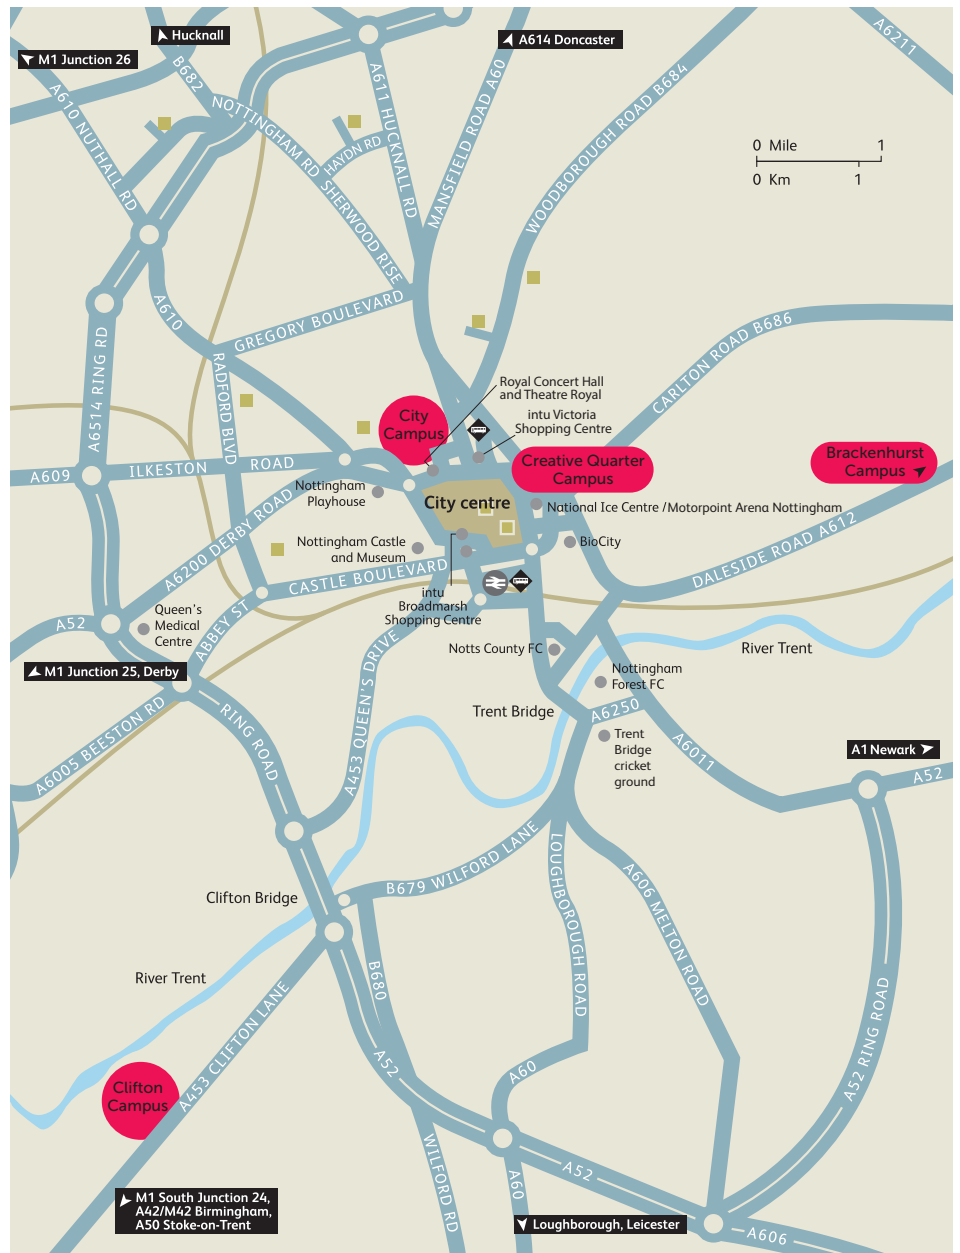 Hucknall
M1 Junction 26
A614 Doncaster
A6211
B682
A610 NUTHALL RD
NOTTINGHAM RD
HAYDN RD
A611 HUCKNALL RD
MANSFIELD ROAD A60
WOODBOROUGH ROAD B684
0 Mile 1
0 Km 1
SHERWOOD RISE
A610
GREGORY BOULEVARD
A6514 RING RD
RADFORD BLVD
CARLTON ROAD B686
Royal Concert Hall
and Theatre Royal
City
Campus
intu Victoria
Shopping Centre
Creative Quarter
Campus
Brackenhurst
Campus
A609
ILKESTON ROAD
Nottingham
Playhouse
City centre
National Ice Centre / Motorpoint Arena Nottingham
A6200 DERBY ROAD
Nottingham Castle
and Museum
BioCity
DALESIDE ROAD A612
CASTLE BOULEVARD
intu
Broadmarsh
Shopping Centre
A52
Queen's
Medical
Centre
ABBEY ST
A453 QUEEN'S DRIVE
Notts County FC
River Trent
M1 Junction 25, Derby
Nottingham
Forest FC
RING ROAD
A6005 BEESTON RD
Trent Bridge
A6250
Trent
Bridge
cricket
ground
A6011
A1 Newark
A52
LOUGHBOROUGH ROAD
B679 WILFORD LANE
A606 MELTON ROAD
Clifton Bridge
River Trent
B680
A453 CLIFTON LANE
A52 RING ROAD
A52
A60
Clifton
Campus
WILFORD RD
A60
A52
M1 South Junction 24,
A42/M42 Birmingham,
A50 Stoke-on-Trent
Loughborough, Leicester
A606